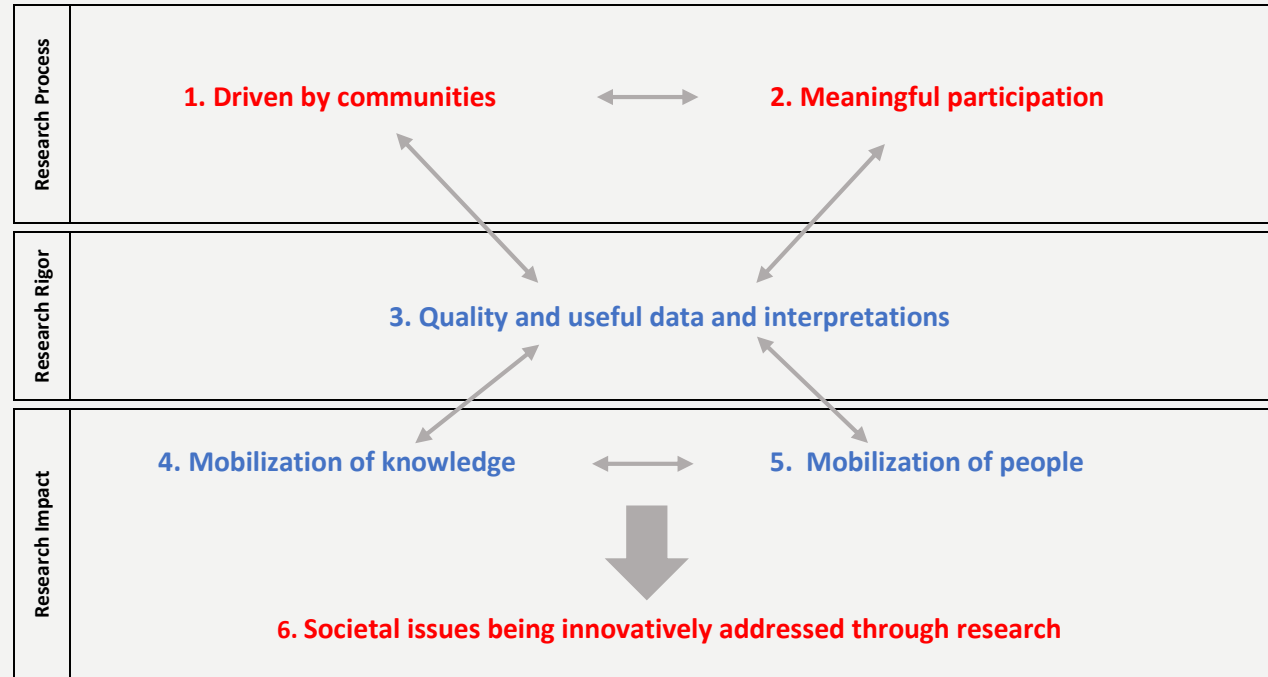 Research Process
1. Driven by communities
2. Meaningful participation
Research Rigor
3. Quality and useful data and interpretations
Research Impact
4. Mobilization of knowledge
5. Mobilization of people
6. Societal issues being innovatively addressed through research